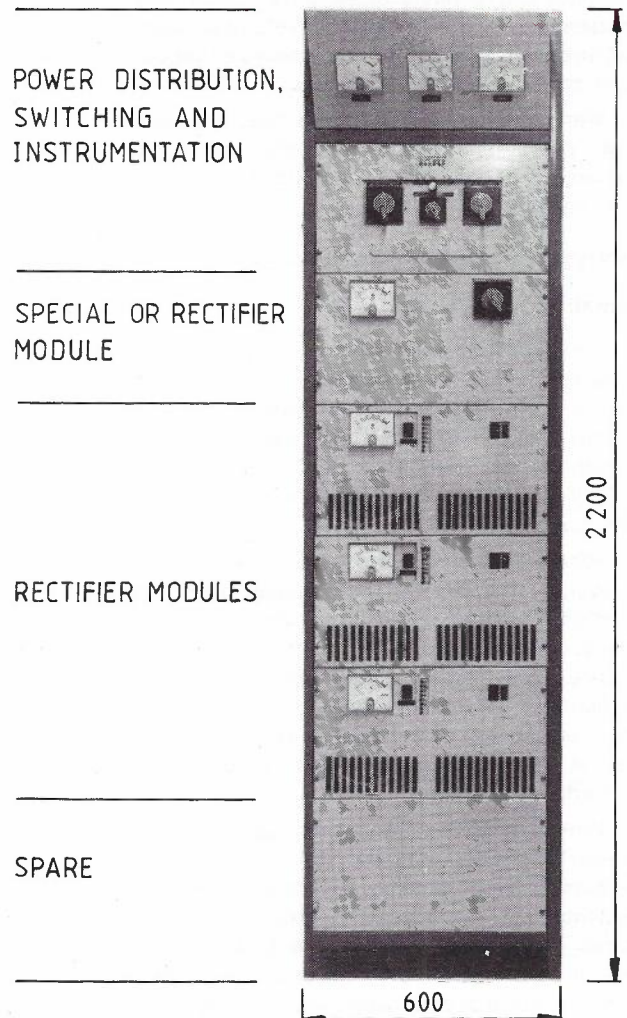 POWER DISTRIBUTION,
SWITCHING AND
INSTRUMENTATION
SPECIAL OR RECTIFIER
MODULE
RECTIFIER MODULES
SPARE
2200
600